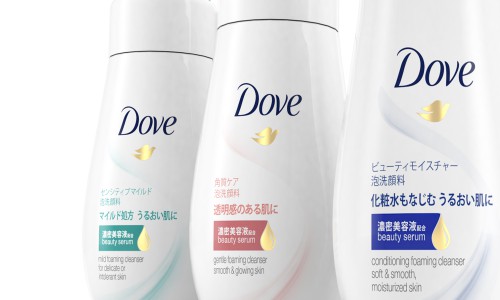 Dove
センシティブマイルド
泡洗顔料
マイルド処方 うるおい肌に
濃密美容液配合
beauty serum
mild foaming cleanser
for delicate or
intolerant skin
Dove
角質ケア
泡洗顔料
透明感のある肌に
濃密美容液配合
beauty serum
gentle foaming cleanser
smooth & glowing skin
Dove
ビューティモイスチャー
泡洗顔料
化粧水もなじむ うるおい肌に
濃密美容液配合
beauty serum
conditioning foaming cleanser
soft & smooth,
moisturized skin